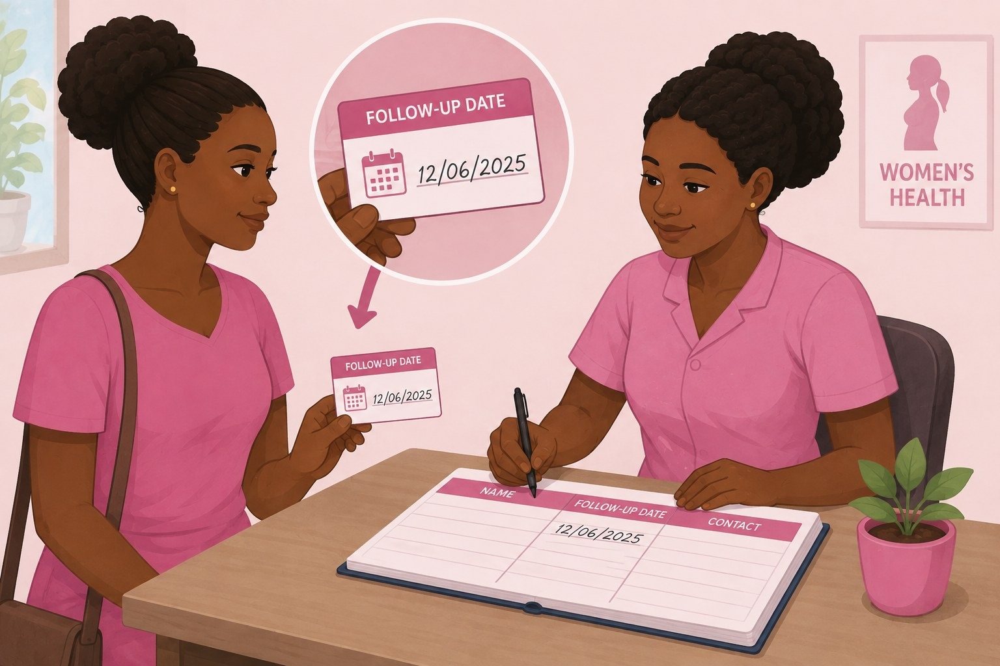 FOLLOW-UP DATE
12/06/2025
WOMEN'S
HEALTH
FOLLOW-UP DATE
12/06/2025
NAME
FOLLOW-UP DATE
CONTACT
12/06/2025